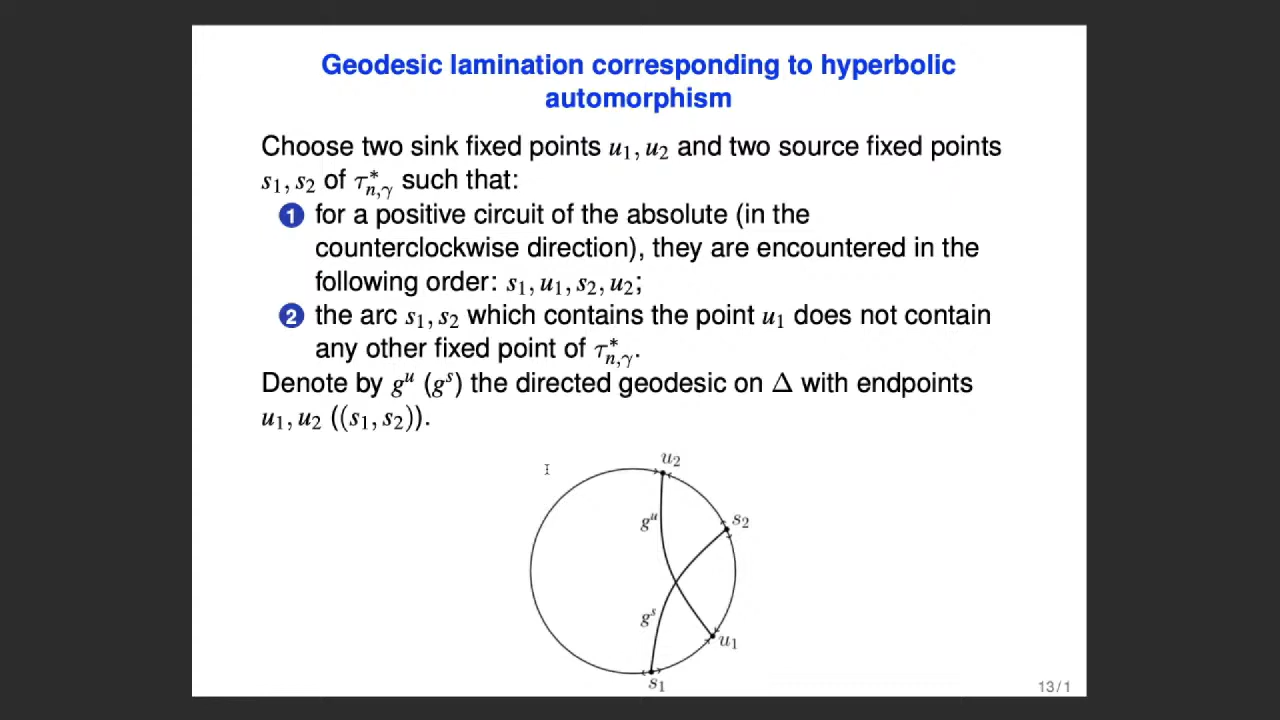 Geodesic lamination corresponding to hyperbolic
automorphism
Choose two sink fixed points u₁, u₂ and two source fixed points
s₁, s₂ of τ*ₙ,ᵧ such that:
1 for a positive circuit of the absolute (in the
counterclockwise direction), they are encountered in the
following order: s₁, u₁, s₂, u₂;
2 the arc s₁, s₂ which contains the point u₁ does not contain
any other fixed point of τ*ₙ,ᵧ.
Denote by gᵘ (gˢ) the directed geodesic on Δ with endpoints
u₁, u₂ ((s₁, s₂)).
u₂
s₂
gᵘ
gˢ
u₁
s₁
13/1